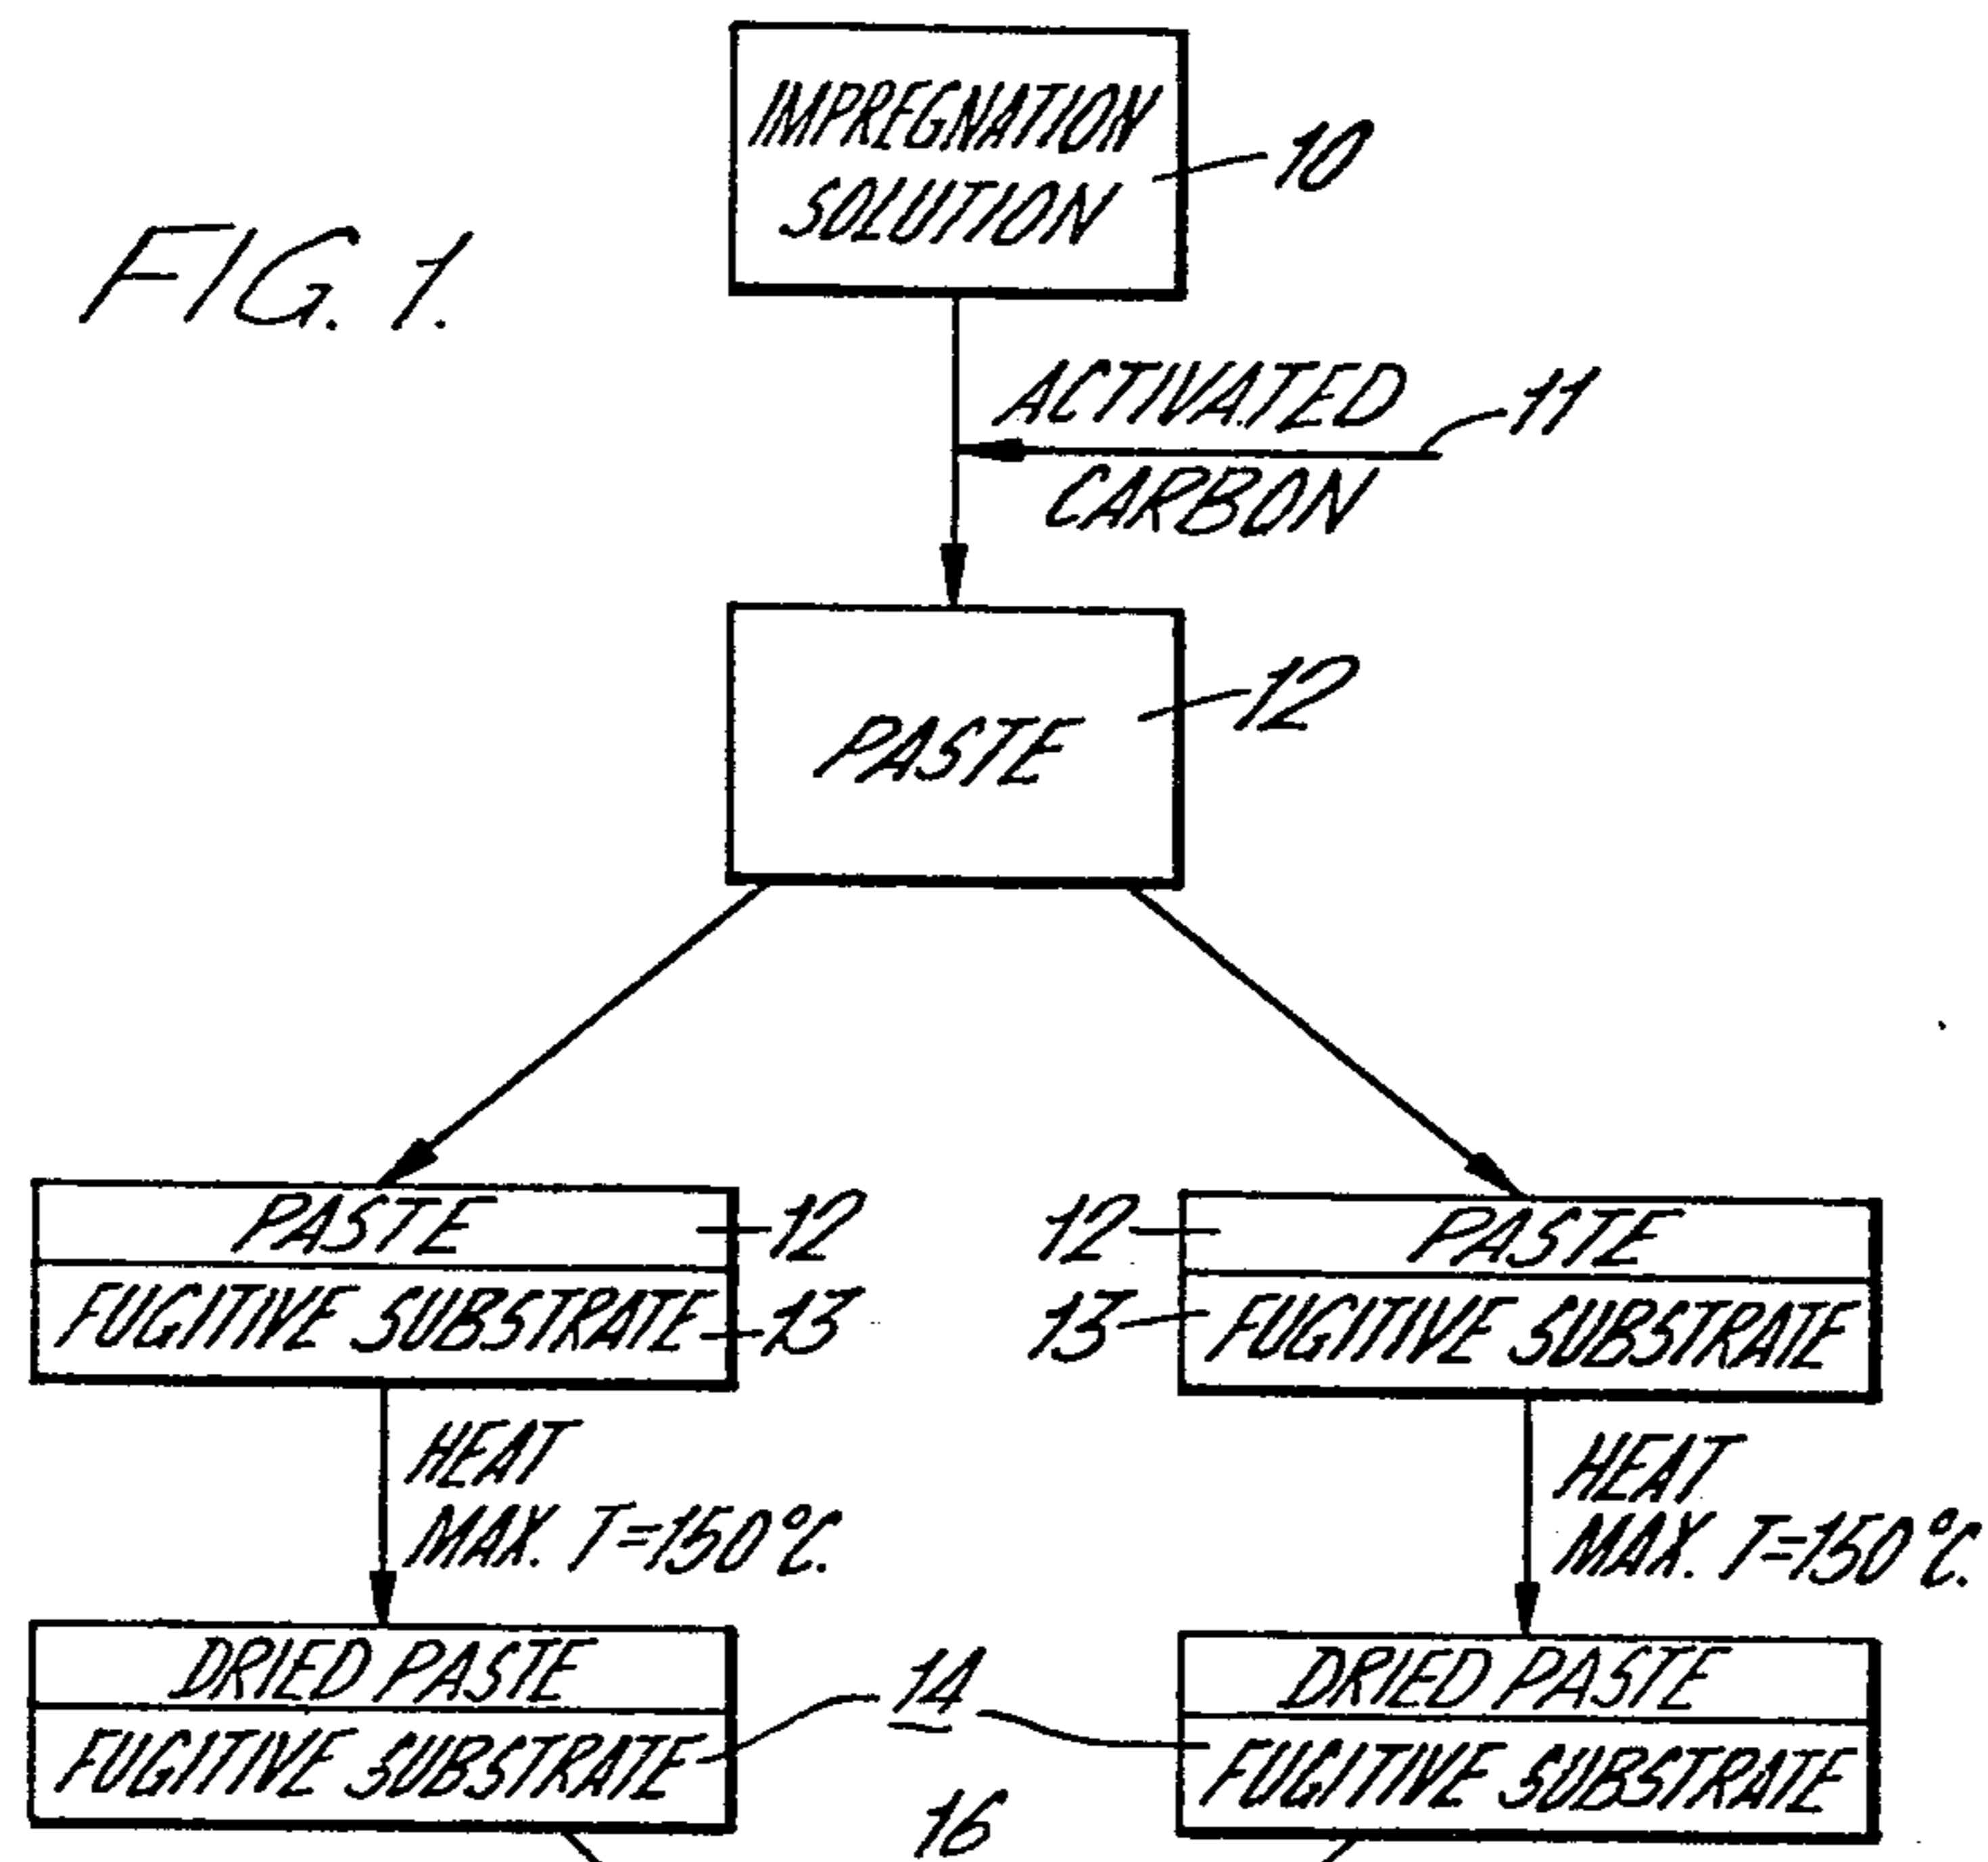 FIG. 1.
IMPREGNATION
SOLUTION
10
ACTIVATED
11
CARBON
PASTE
12
PASTE
12
12
PASTE
FUGITIVE SUBSTRATE
13
13
FUGITIVE SUBSTRATE
HEAT
MAX. T=150°C.
HEAT
MAX. T=150°C.
DRIED PASTE
14
DRIED PASTE
FUGITIVE SUBSTRATE
FUGITIVE SUBSTRATE
16